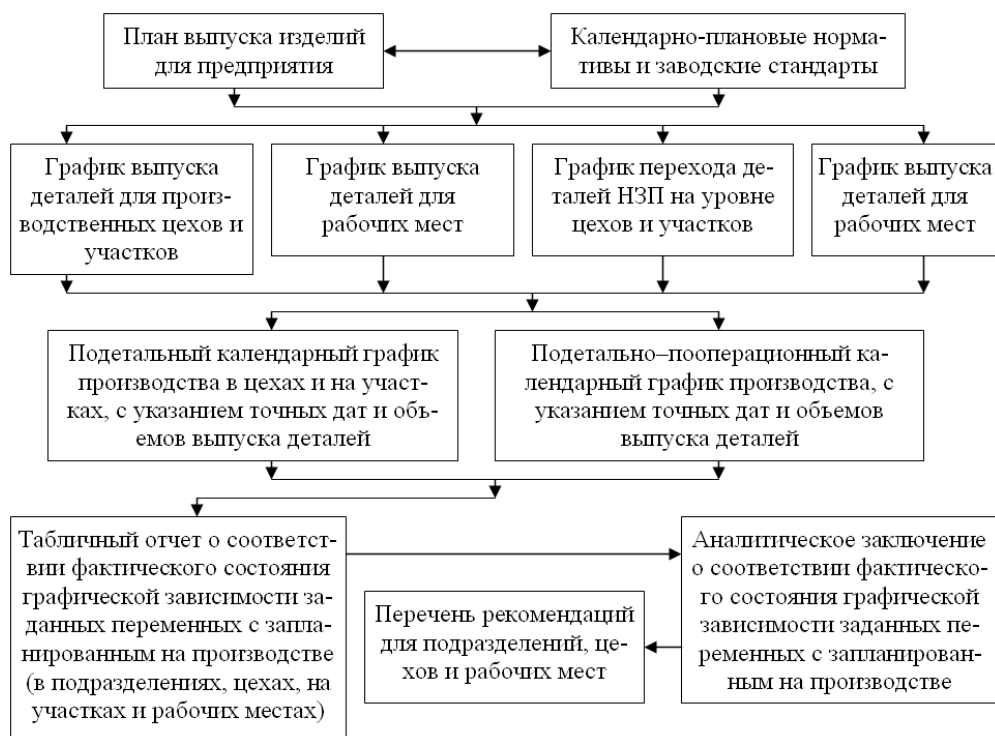 План выпуска изделий
для предприятия
Календарно-плановые норма-
тивы и заводские стандарты
График выпуска
деталей для произ-
водственных цехов и
участков
График выпуска
деталей для
рабочих мест
График перехода де-
талей НЗП на уровне
цехов и участков
График выпуска
деталей для
рабочих мест
Подетальный календарный график
производства в цехах и на участ-
ках, с указанием точных дат и объ-
емов выпуска деталей
Подетально–пооперационный ка-
лендарный график производства, с
указанием точных дат и объемов
выпуска деталей
Табличный отчет о соответст-
вии фактического состояния
графической зависимости за-
данных переменных с запла-
нированным на производстве
(в подразделениях, цехах, на
участках и рабочих местах)
Перечень рекомендаций
для подразделений, це-
хов и рабочих мест
Аналитическое заключение
о соответствии фактическо-
го состояния графической
зависимости заданных пе-
ременных с запланирован-
ным на производстве